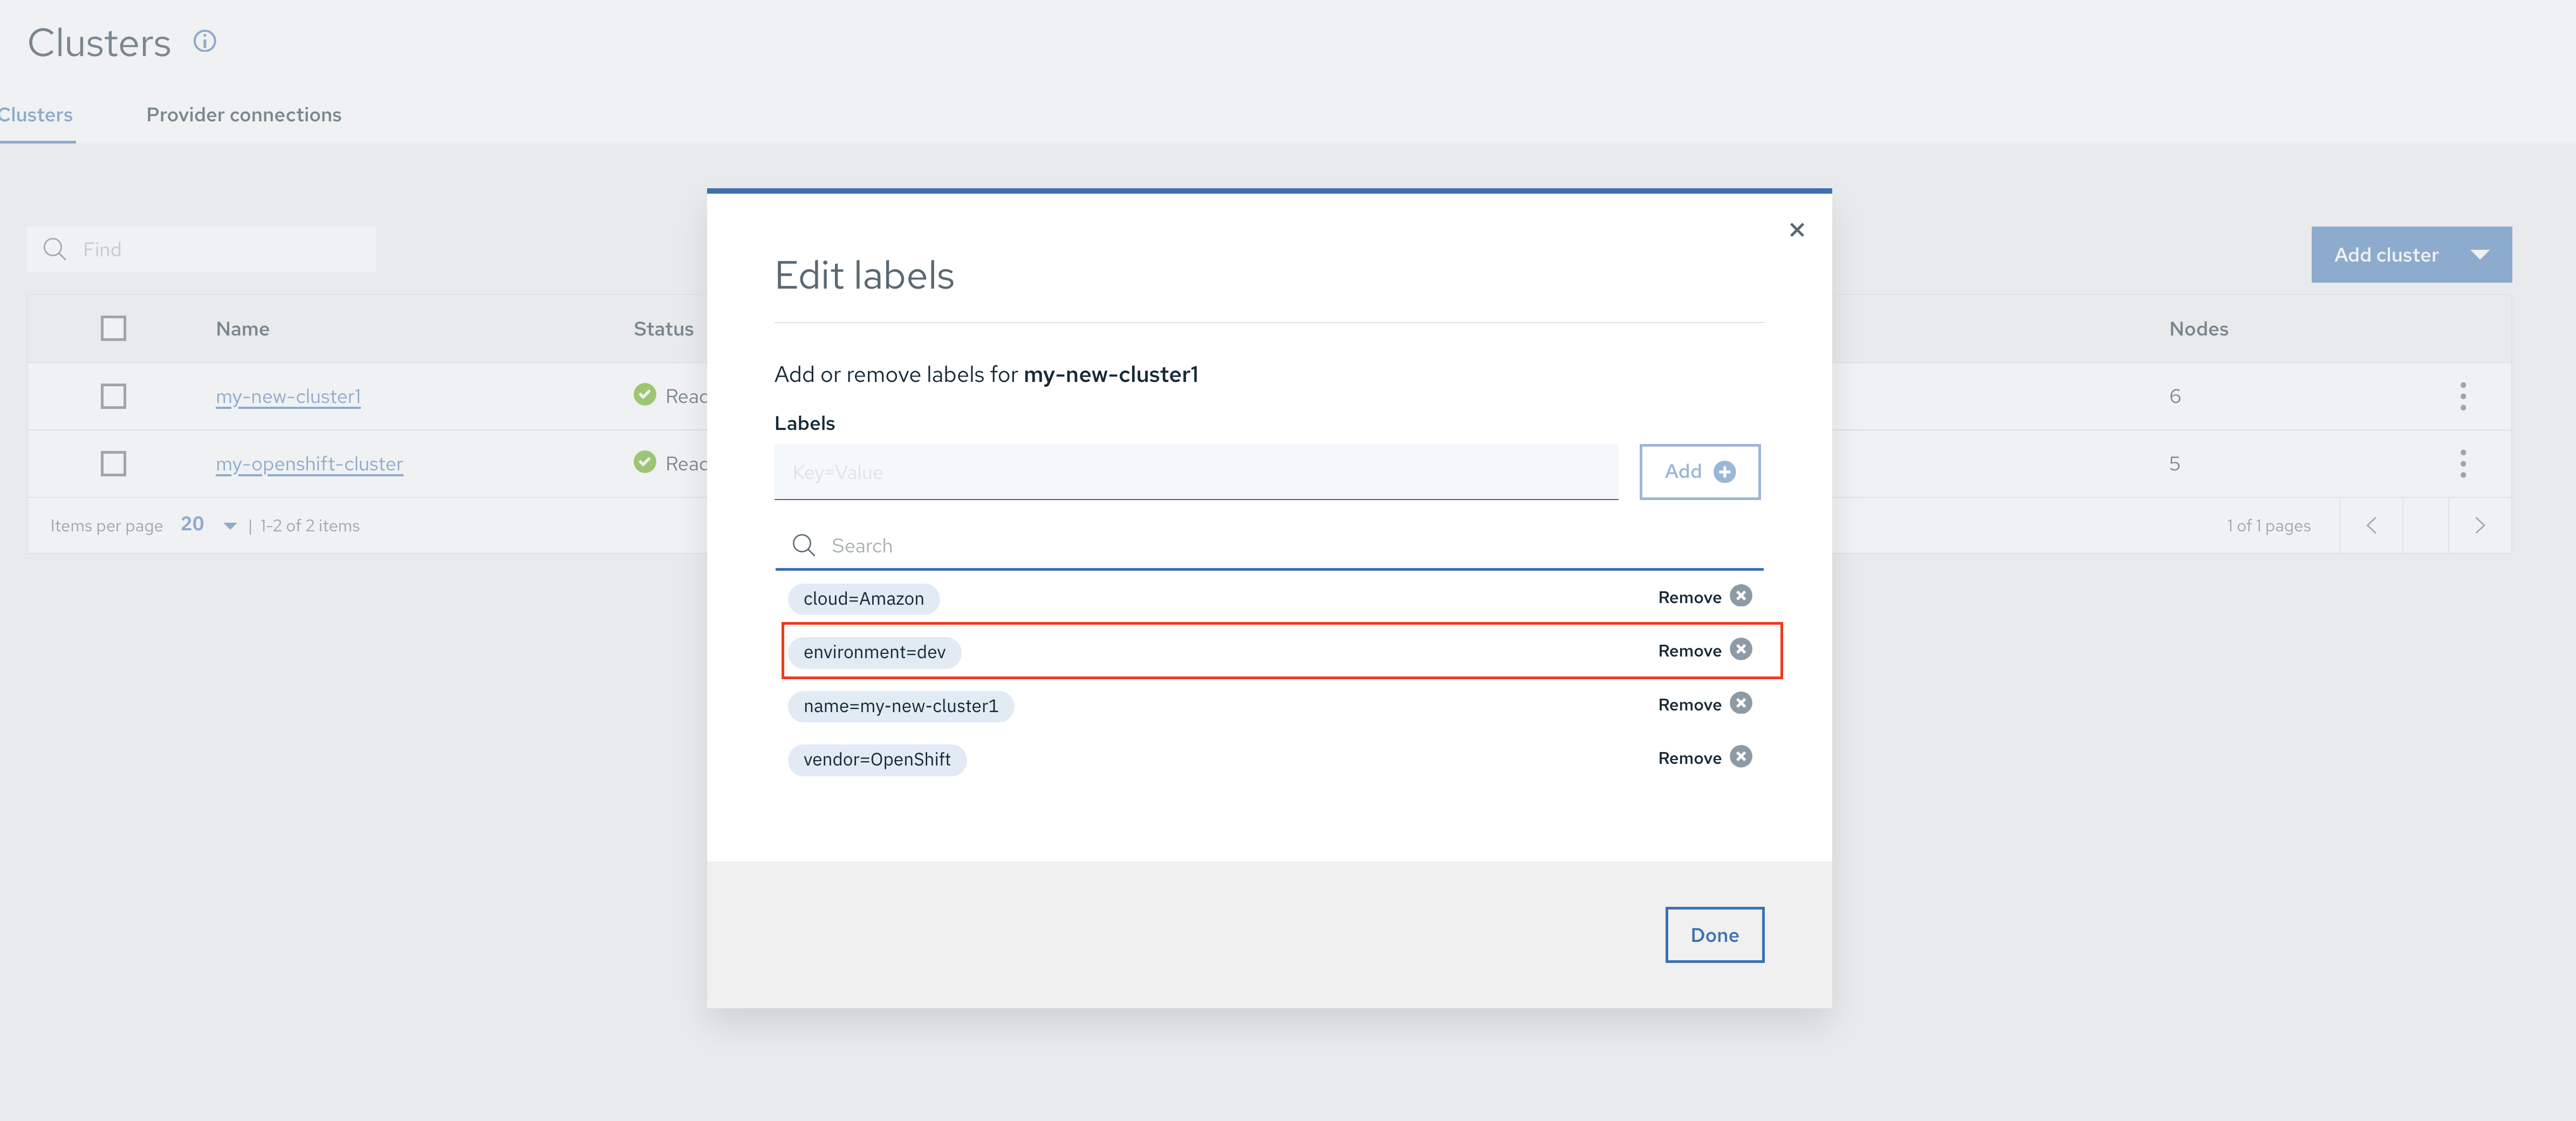 Clusters
Clusters Provider connections
Find
Add cluster
Name Status Nodes
my-new-cluster1 6
my-openshift-cluster 5
Items per page 20 | 1-2 of 2 items
1 of 1 pages
Edit labels
Add or remove labels for my-new-cluster1
Labels
Key=Value
Add
Search
cloud=Amazon Remove
environment=dev Remove
name=my-new-cluster1 Remove
vendor=OpenShift Remove
Done